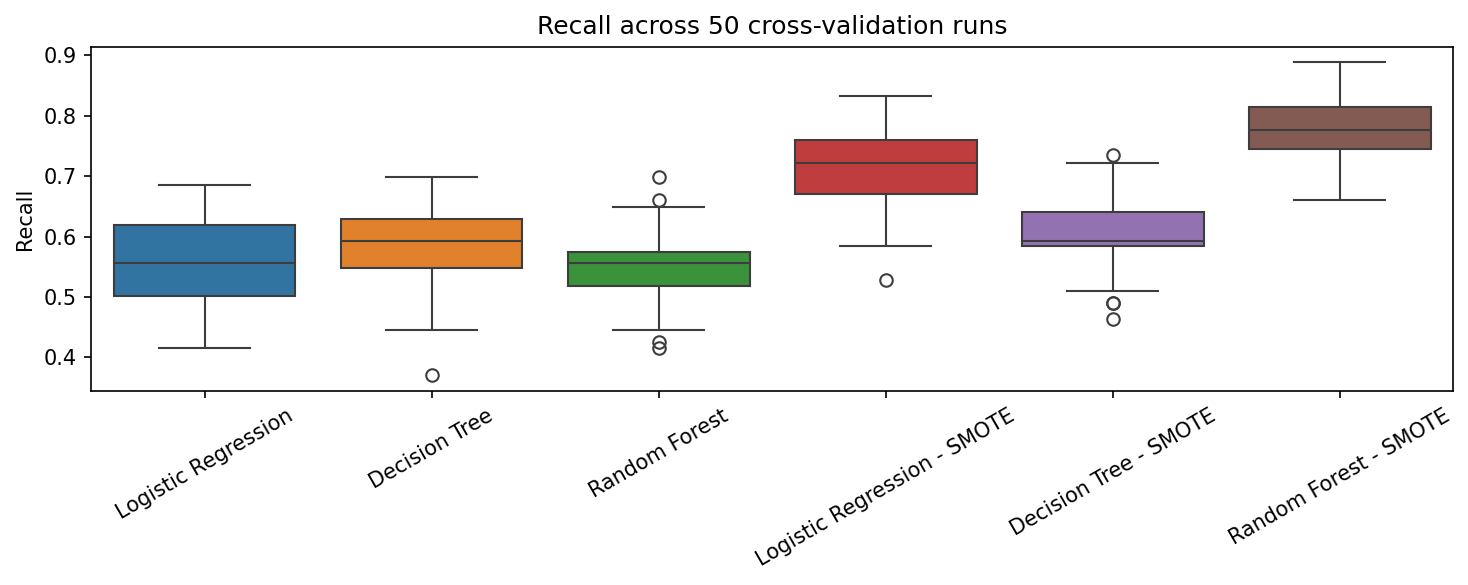 Recall across 50 cross-validation runs
Recall
0.9
0.8
0.7
0.6
0.5
0.4
Logistic Regression
Decision Tree
Random Forest
Logistic Regression - SMOTE
Decision Tree - SMOTE
Random Forest - SMOTE